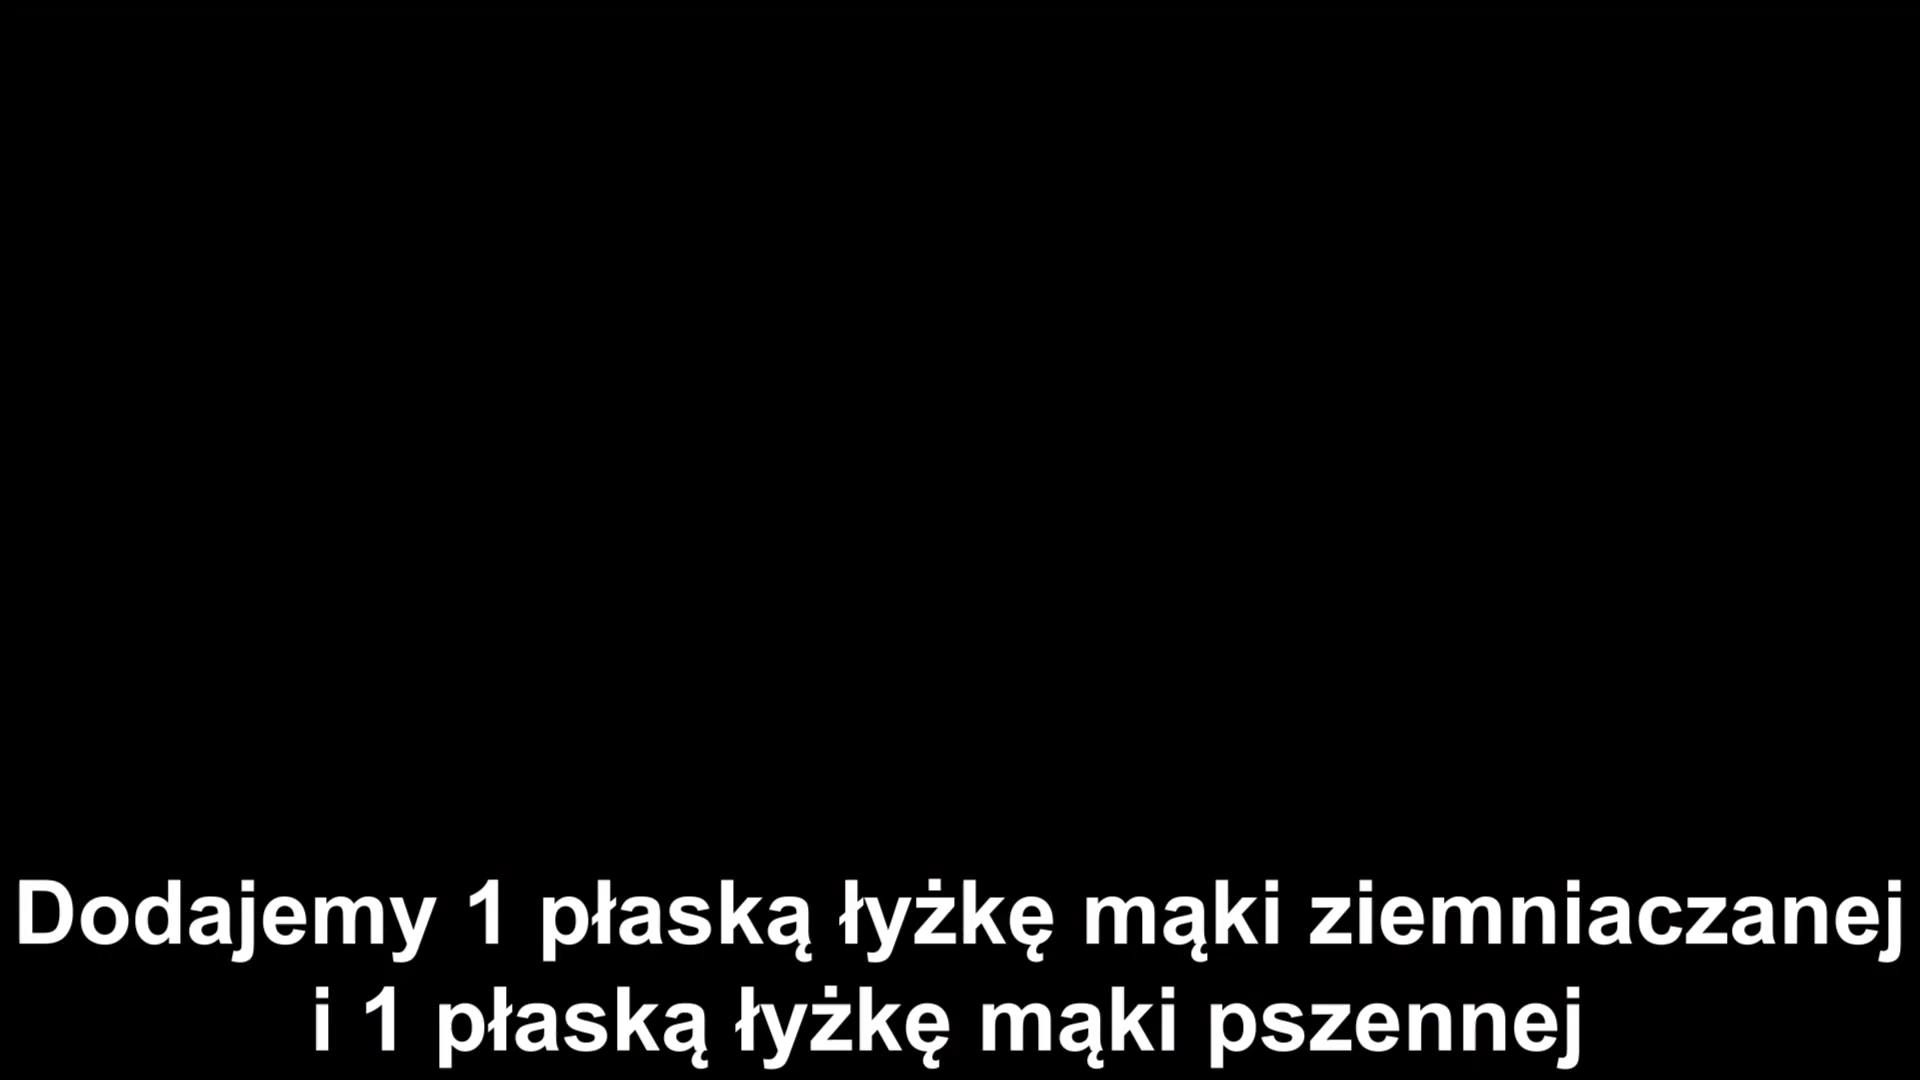 Dodajemy 1 płaską łyżkę mąki ziemniaczanej
i 1 płaską łyżkę mąki pszennej